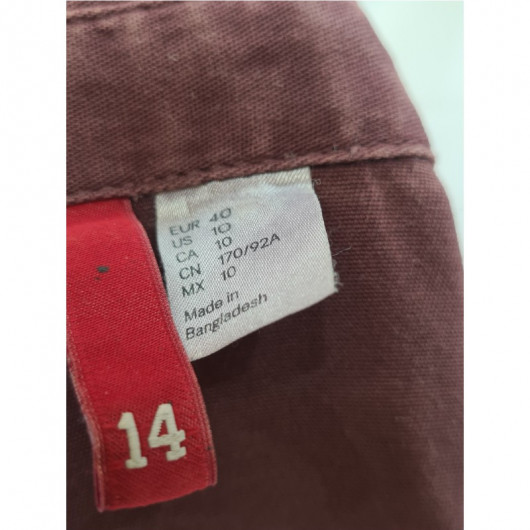 EUR 40
US 10
CA 10
CN 170/92A
MX 10
Made in
Bangladesh
14